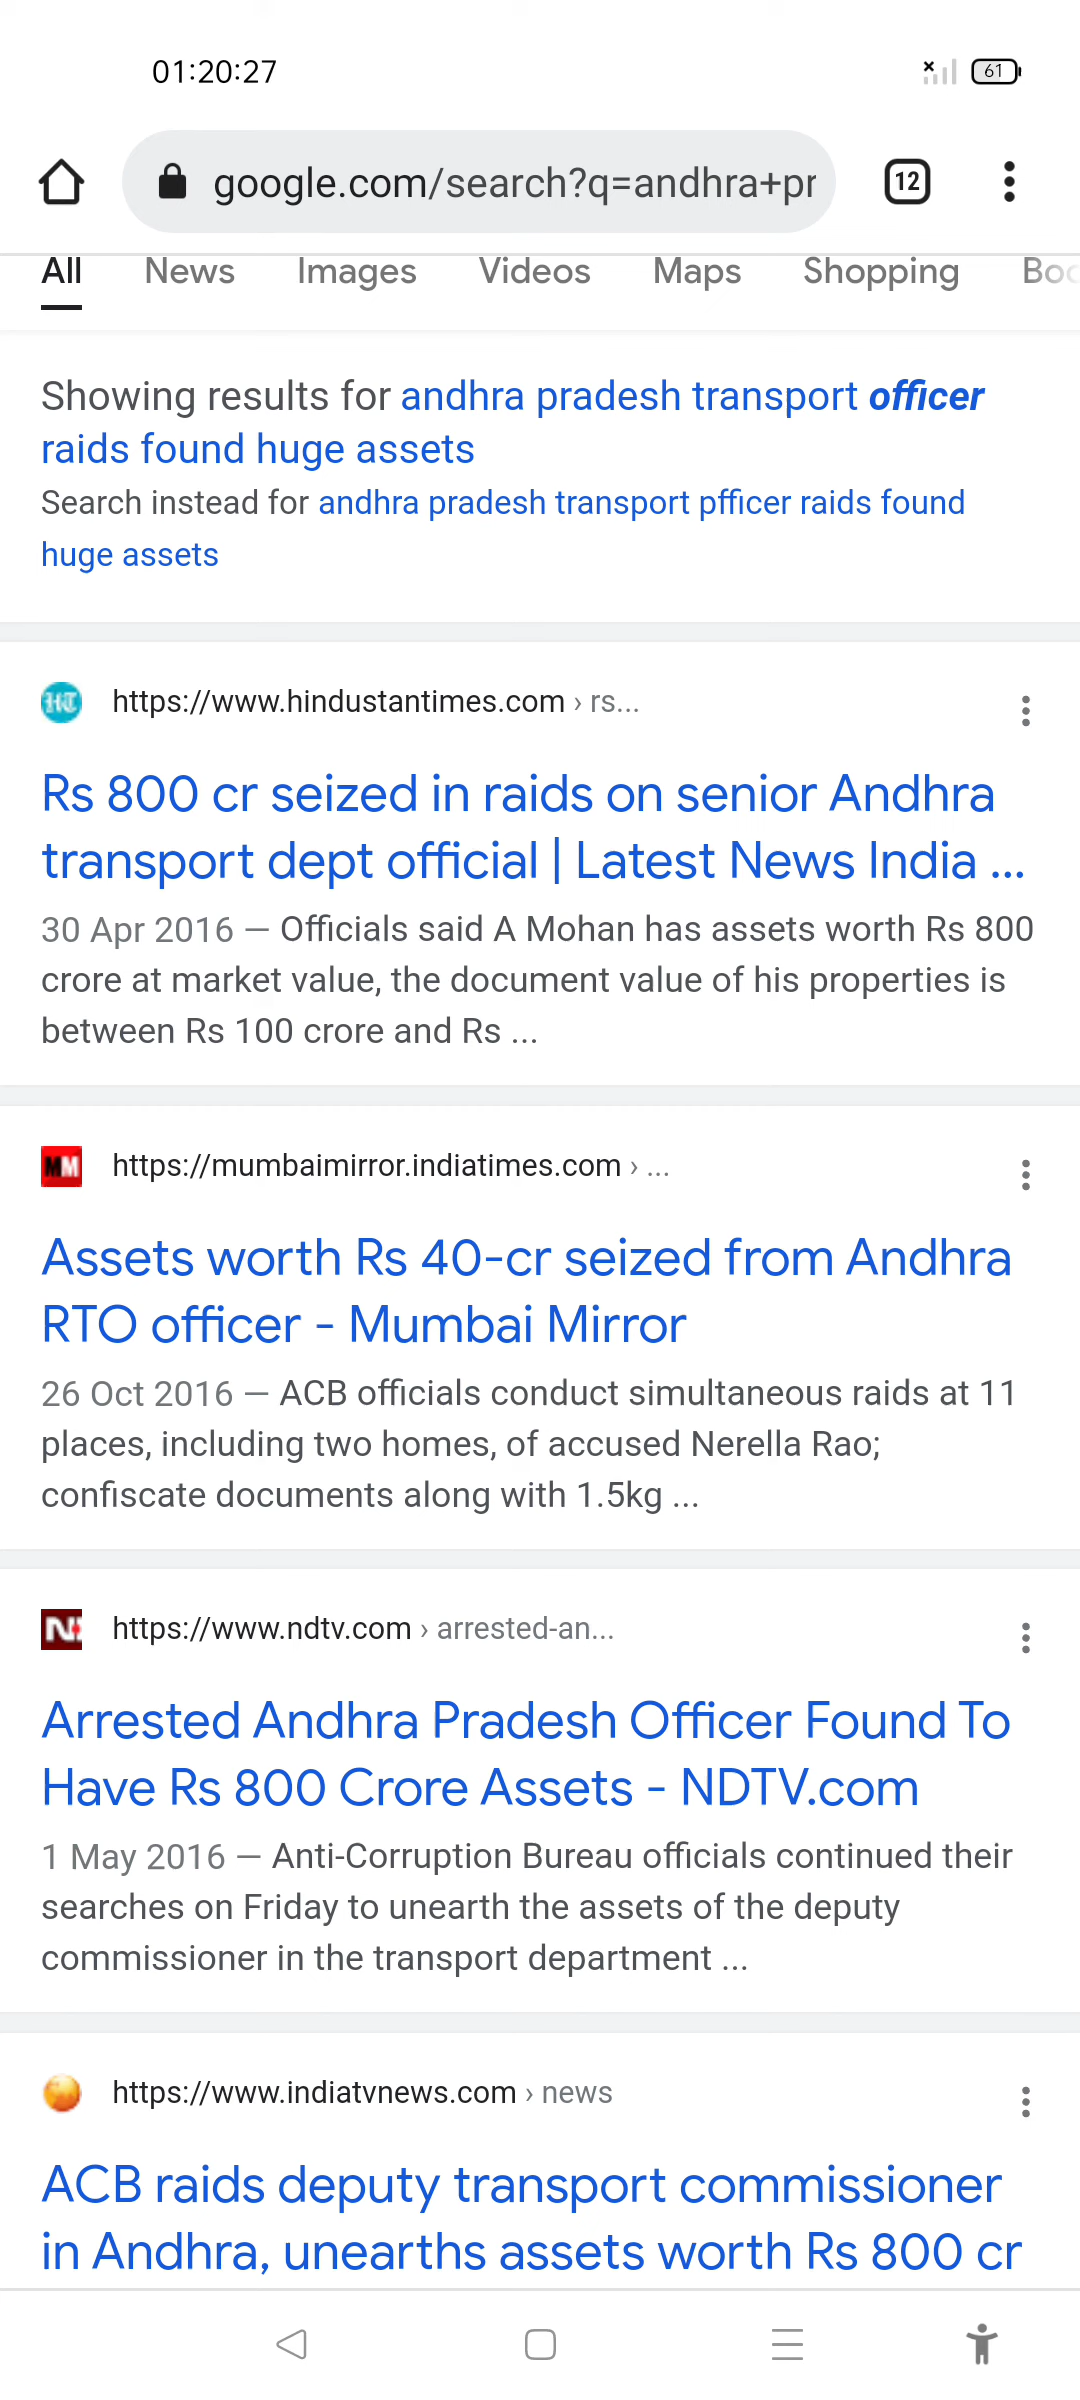 01:20:27
61
google.com/search?q=andhra+pr
12
All News Images Videos Maps Shopping
Showing results for andhra pradesh transport officer
raids found huge assets
Search instead for andhra pradesh transport pfficer raids found
huge assets
HT
https://www.hindustantimes.com › rs...
Rs 800 cr seized in raids on senior Andhra
transport dept official | Latest News India ...
30 Apr 2016 — Officials said A Mohan has assets worth Rs 800
crore at market value, the document value of his properties is
between Rs 100 crore and Rs ...
MM
https://mumbaimirror.indiatimes.com › ...
Assets worth Rs 40-cr seized from Andhra
RTO officer - Mumbai Mirror
26 Oct 2016 — ACB officials conduct simultaneous raids at 11
places, including two homes, of accused Nerella Rao;
confiscate documents along with 1.5kg ...
https://www.ndtv.com › arrested-an...
Arrested Andhra Pradesh Officer Found To
Have Rs 800 Crore Assets - NDTV.com
1 May 2016 — Anti-Corruption Bureau officials continued their
searches on Friday to unearth the assets of the deputy
commissioner in the transport department ...
https://www.indiatvnews.com › news
ACB raids deputy transport commissioner
in Andhra, unearths assets worth Rs 800 cr